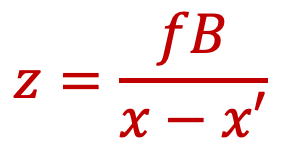 z = fB / (x − x′)